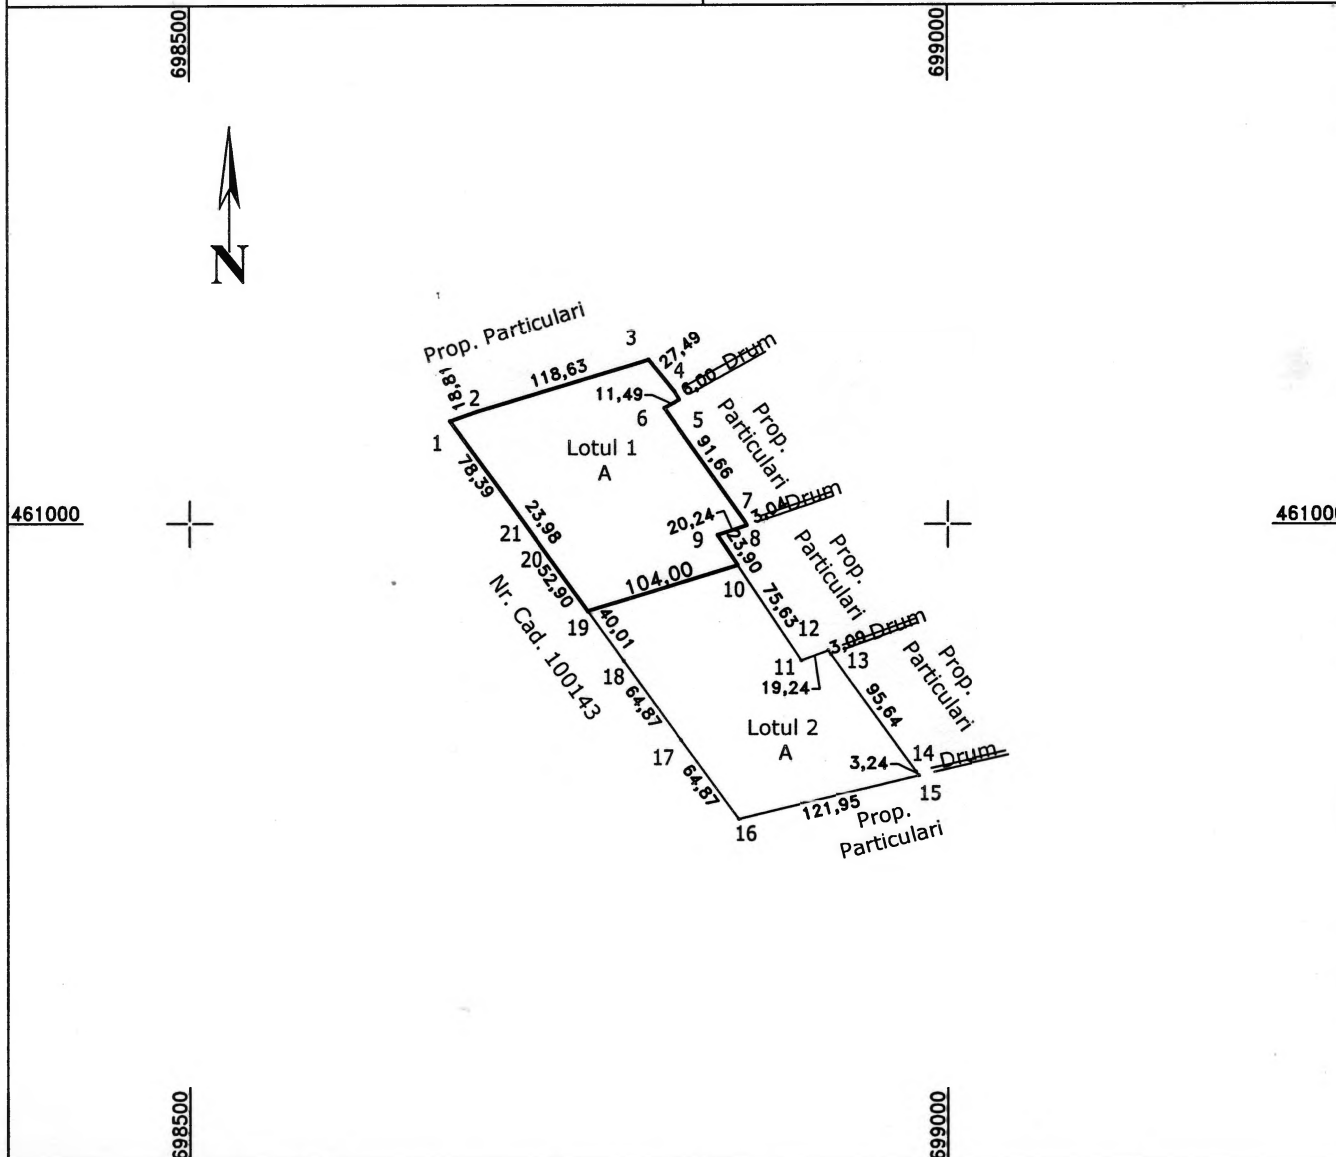 698500
699000
N
Prop. Particulari
3
27,49
Drum
118,63
4
6,00
18,81
2
11,49
6
5
Prop.
Particulari
1
Lotul 1
A
91,66
78,39
7
3,04
Drum
461000
461000
23,98
20,24
21
9
23,90
8
Prop.
Particulari
20
52,90
104,00
10
75,63
Nr. Cad. 100143
19
40,01
12
3,09
Drum
11
13
Prop.
Particulari
18
19,24
64,87
95,64
Lotul 2
A
17
14
Drum
3,24
64,87
15
121,95
16
Prop.
Particulari
698500
699000